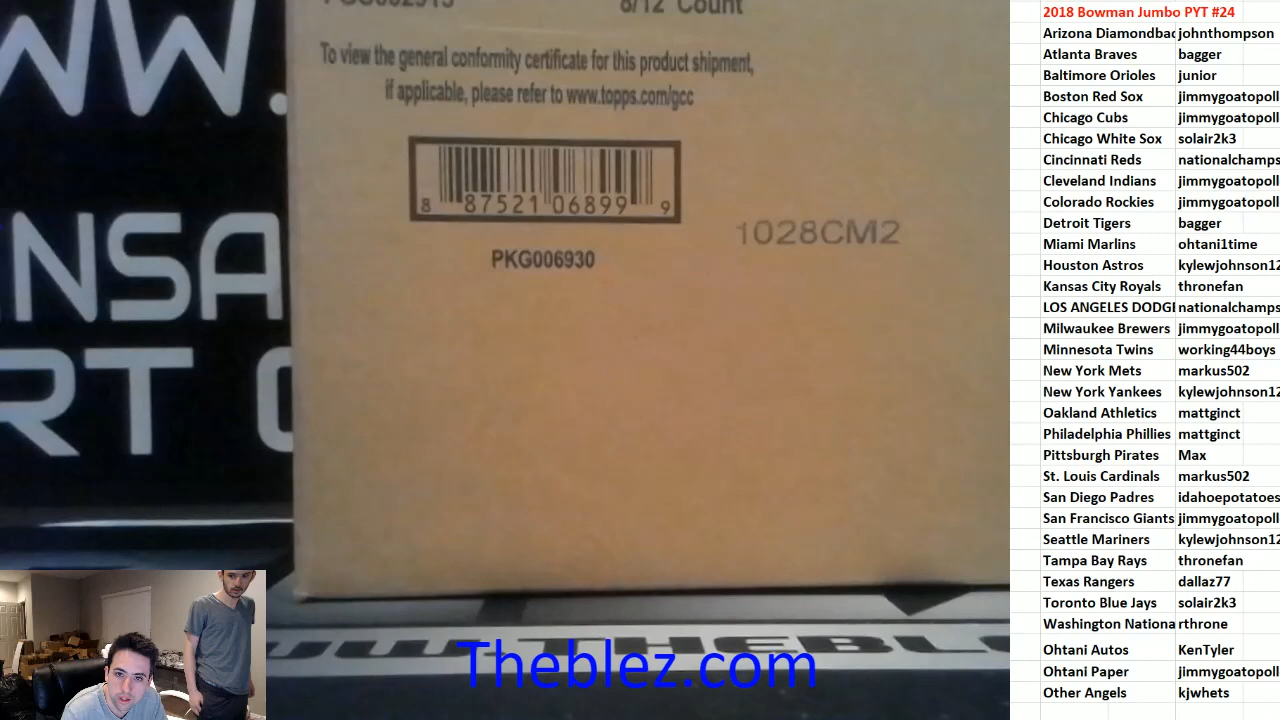 8/12 Count
To view the general conformity certificate for this product shipment,
if applicable, please refer to www.topps.com/gcc
8 87521 06899 9
1028CM2
PKG006930
WW.
NSA
RT
Theblez.com
2018 Bowman Jumbo PYT #24
Arizona Diamondbac johnthompson
Atlanta Braves bagger
Baltimore Orioles junior
Boston Red Sox jimmygoatopoll
Chicago Cubs jimmygoatopoll
Chicago White Sox solair2k3
Cincinnati Reds nationalchamps
Cleveland Indians jimmygoatopoll
Colorado Rockies jimmygoatopoll
Detroit Tigers bagger
Miami Marlins ohtani1time
Houston Astros kylewjohnson12
Kansas City Royals thronefan
LOS ANGELES DODGE nationalchamps
Milwaukee Brewers jimmygoatopoll
Minnesota Twins working44boys
New York Mets markus502
New York Yankees kylewjohnson12
Oakland Athletics mattginct
Philadelphia Phillies mattginct
Pittsburgh Pirates Max
St. Louis Cardinals markus502
San Diego Padres idahoepotatoes
San Francisco Giants jimmygoatopoll
Seattle Mariners kylewjohnson12
Tampa Bay Rays thronefan
Texas Rangers dallaz77
Toronto Blue Jays solair2k3
Washington Nationa rthrone
Ohtani Autos KenTyler
Ohtani Paper jimmygoatopoll
Other Angels kjwhets